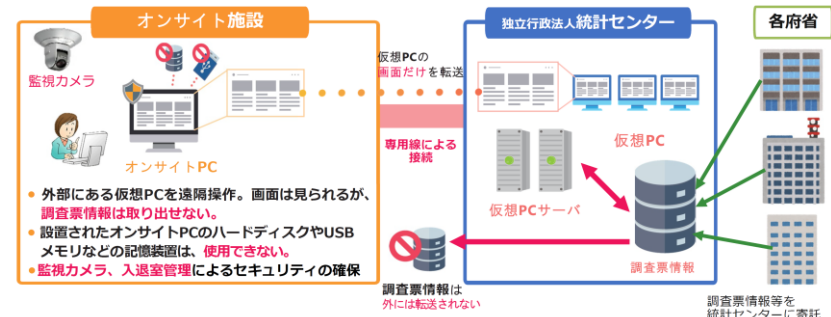 オンサイト施設
監視カメラ
オンサイトPC
外部にある仮想PCを遠隔操作。画面は見られるが、
調査票情報は取り出せない。
設置されたオンサイトPCのハードディスクやUSB
メモリなどの記憶装置は、使用できない。
監視カメラ、入退室管理によるセキュリティの確保
仮想PCの
画面だけを転送
専用線による
接続
調査票情報は
外には転送されない
独立行政法人統計センター
仮想PC
仮想PCサーバ
調査票情報
各府省
調査票情報等を
統計センターに寄託